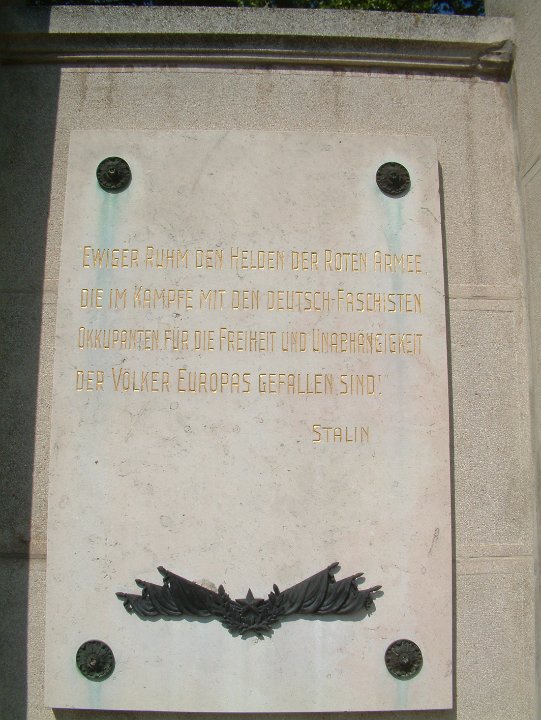 EWIGER RUHM DEN HELDEN DER ROTEN ARMEE,
DIE IM KAMPFE MIT DEN DEUTSCH-FASCHISTEN
OKKUPANTEN FÜR DIE FREIHEIT UND UNABHÄNGIGKEIT
DER VÖLKER EUROPAS GEFALLEN SIND!
STALIN